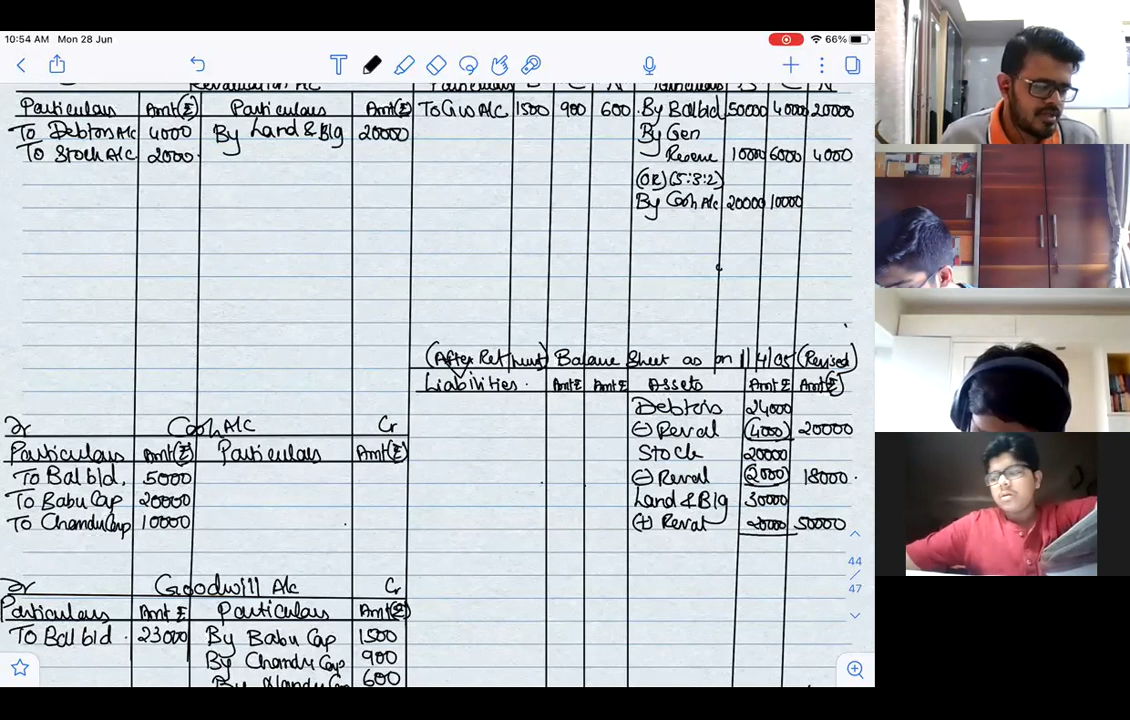 10:54 AM Mon 28 Jun
66%
Particulars Amt(₹) Particulars Amt(₹)
To Debtors A/c 4000 By Land & Blg 20000
To Stock A/c 2000
To G/w A/c 1500 900 600 By Bal b/d 50000 4000 20000
By Gen
Reserve 10000 6000 4000
(OR) (5:3:2)
By Cash A/c 20000 10000
Balance Sheet as on 1/4/05 (Revised)
Liabilities. Amt ₹ Amt ₹ Assets Amt ₹ Amt(₹)
Debtors 24000
(-) Reval (4000) 20000
Stock 20000
(-) Reval (2000) 18000
Land & Blg 30000
(+) Reval 20000 50000
Dr Cash A/c Cr
Particulars Amt(₹) Particulars Amt(₹)
To Bal b/d, 5000
To Babu Cap 20000
To Chandu Cap 10000
Dr Goodwill A/c Cr
Particulars Amt ₹ Particulars Amt(₹)
To Bal b/d 23000 By Babu Cap 1500
By Chandu Cap 900
By Nandu Cap 600
44
/
47